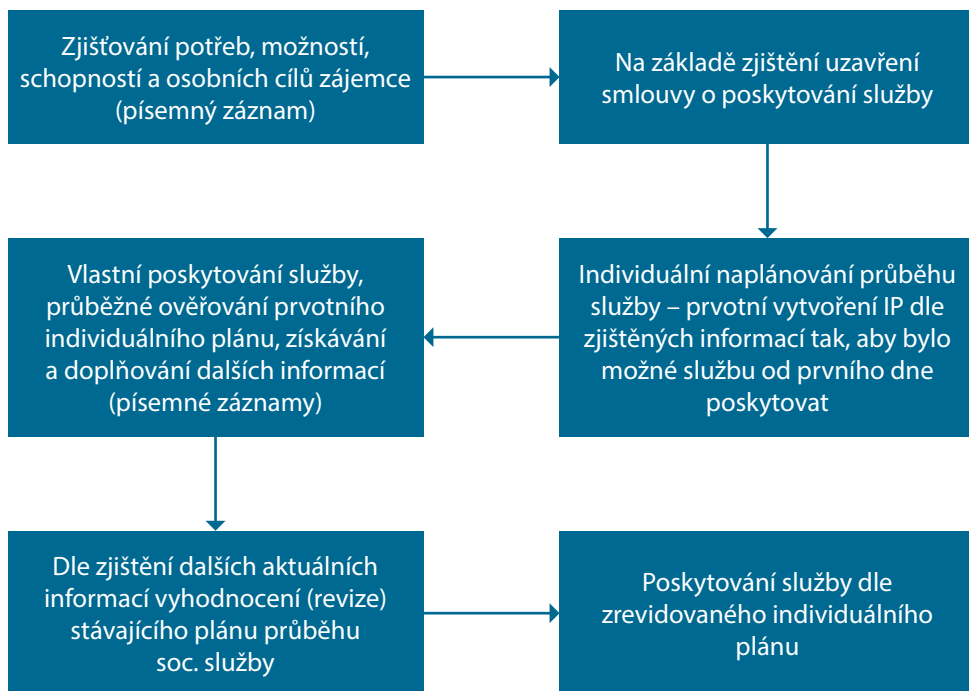 Zjišťování potřeb, možností,
schopností a osobních cílů zájemce
(písemný záznam)
Na základě zjištění uzavření
smlouvy o poskytování služby
Individuální naplánování průběhu
služby – prvotní vytvoření IP dle
zjištěných informací tak, aby bylo
možné službu od prvního dne
poskytovat
Vlastní poskytování služby,
průběžné ověřování prvotního
individuálního plánu, získávání
a doplňování dalších informací
(písemné záznamy)
Dle zjištění dalších aktuálních
informací vyhodnocení (revize)
stávajícího plánu průběhu
soc. služby
Poskytování služby dle
zrevidovaného individuálního
plánu